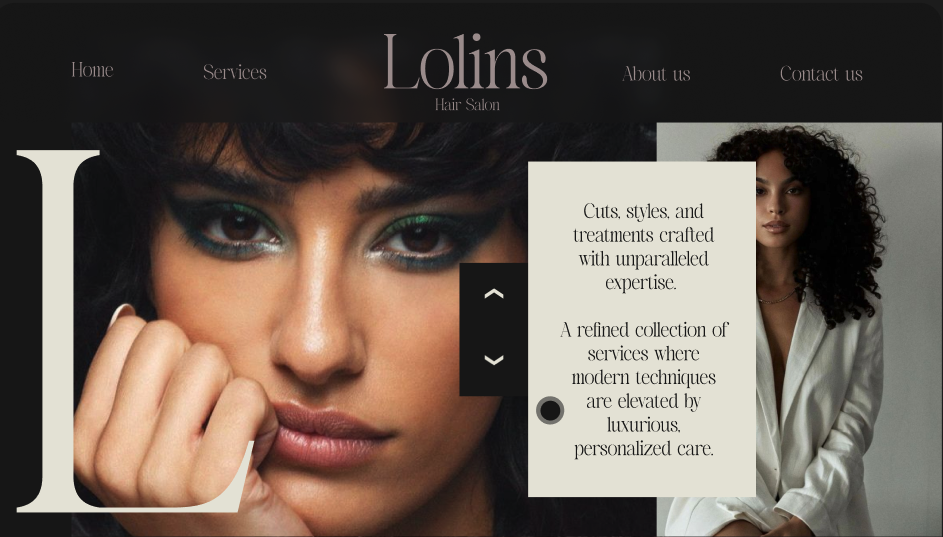 Home
Services
Lolins
Hair Salon
About us
Contact us
L
Cuts, styles, and
treatments crafted
with unparalleled
expertise.
A refined collection of
services where
modern techniques
are elevated by
luxurious,
personalized care.